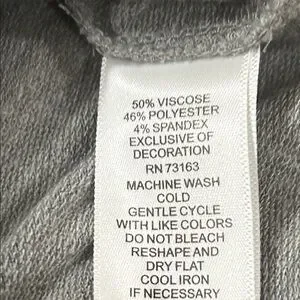 50% VISCOSE
46% POLYESTER
4% SPANDEX
EXCLUSIVE OF
DECORATION
RN 73163
MACHINE WASH
COLD
GENTLE CYCLE
WITH LIKE COLORS
DO NOT BLEACH
RESHAPE AND
DRY FLAT
COOL IRON
IF NECESSARY